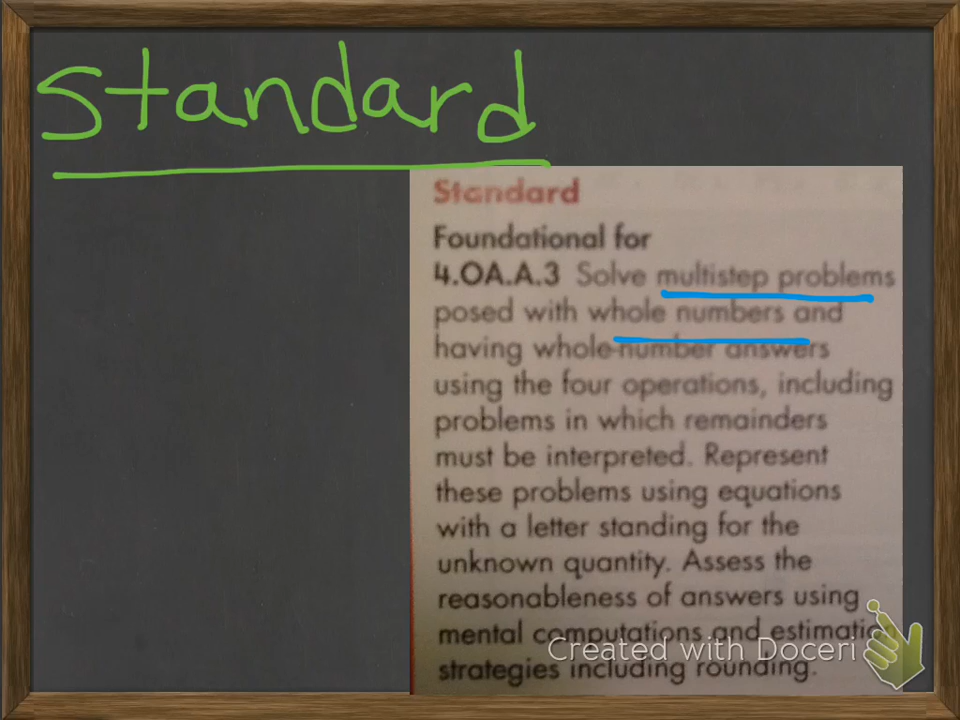 Standard
Standard
Foundational for
4.OA.A.3 Solve multistep problems
posed with whole numbers and
having whole-number answers
using the four operations, including
problems in which remainders
must be interpreted. Represent
these problems using equations
with a letter standing for the
unknown quantity. Assess the
reasonableness of answers using
mental computations and estimation
strategies including rounding.
Created with Doceri